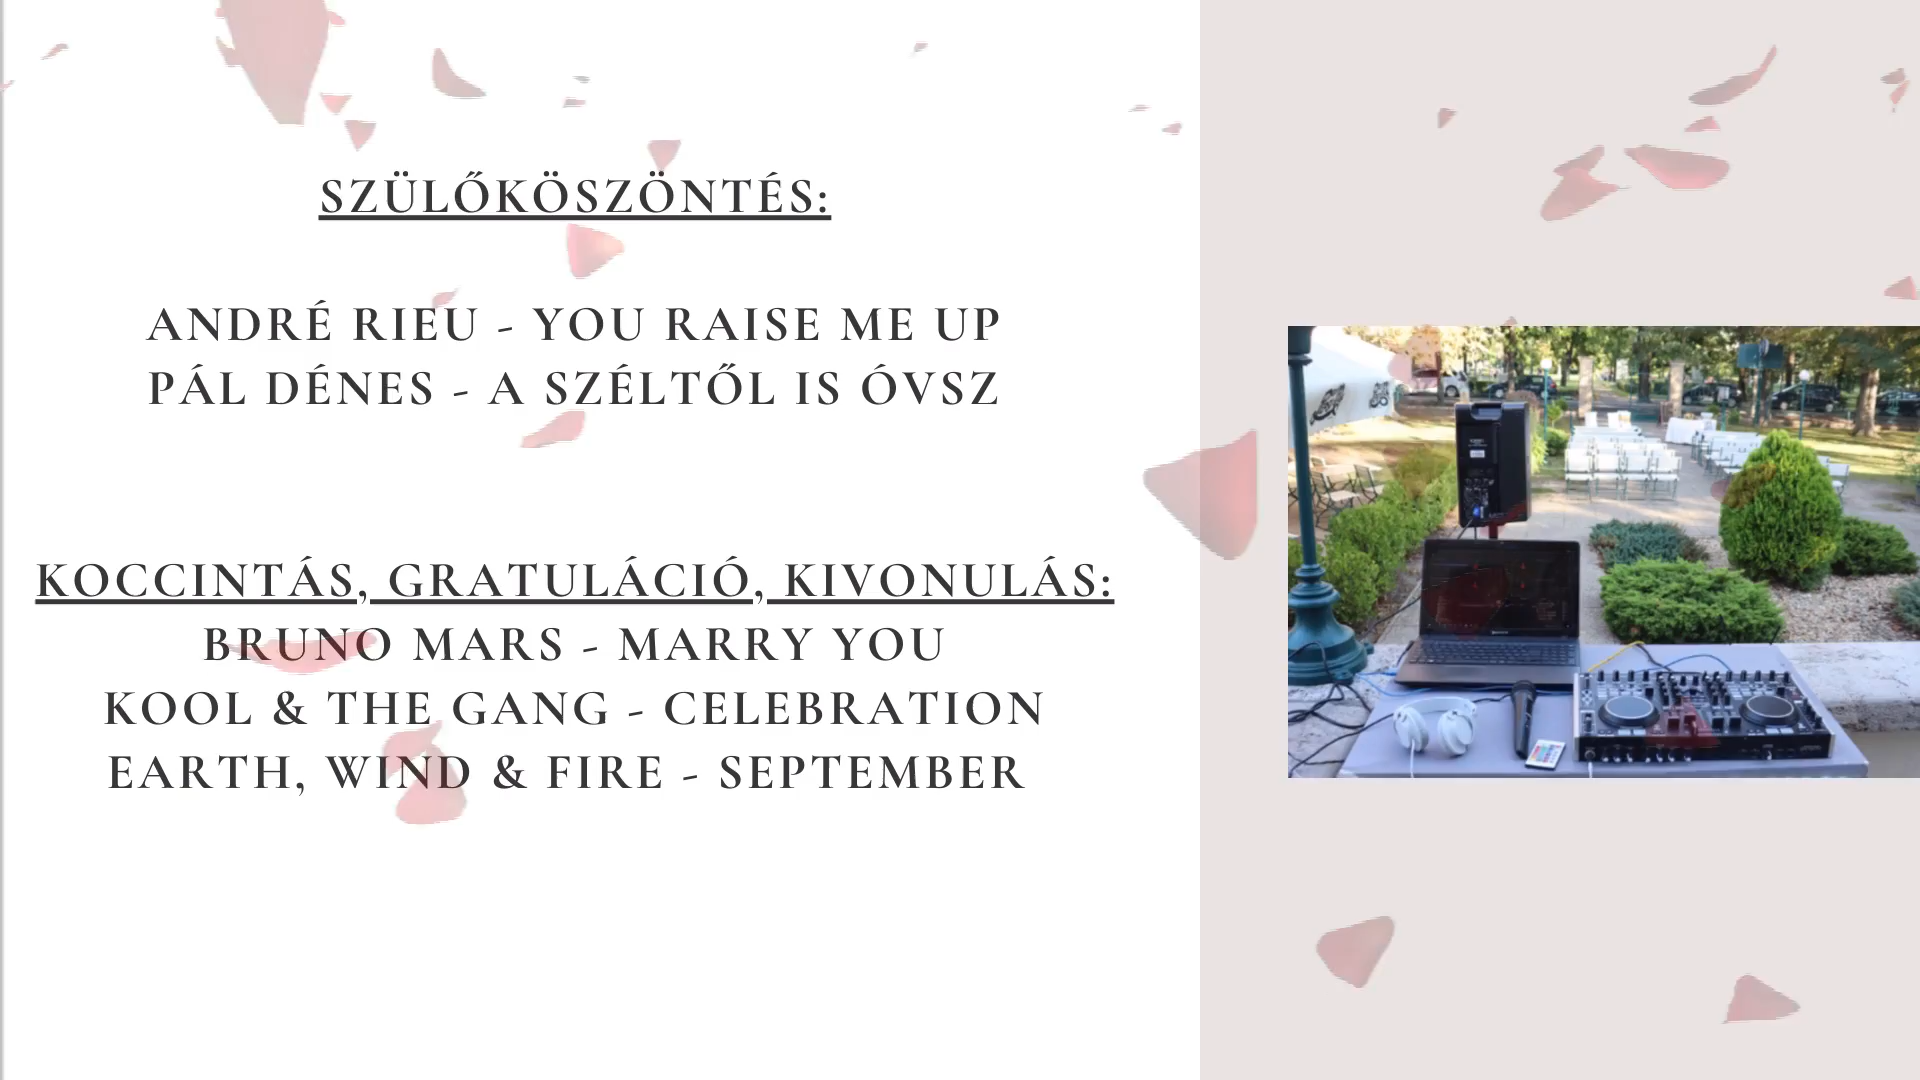 SZÜLŐKÖSZÖNTÉS:
ANDRÉ RIEU - YOU RAISE ME UP
PÁL DÉNES - A SZÉLTŐL IS ÓVSZ
KOCCINTÁS, GRATULÁCIÓ, KIVONULÁS:
BRUNO MARS - MARRY YOU
KOOL & THE GANG - CELEBRATION
EARTH, WIND & FIRE - SEPTEMBER